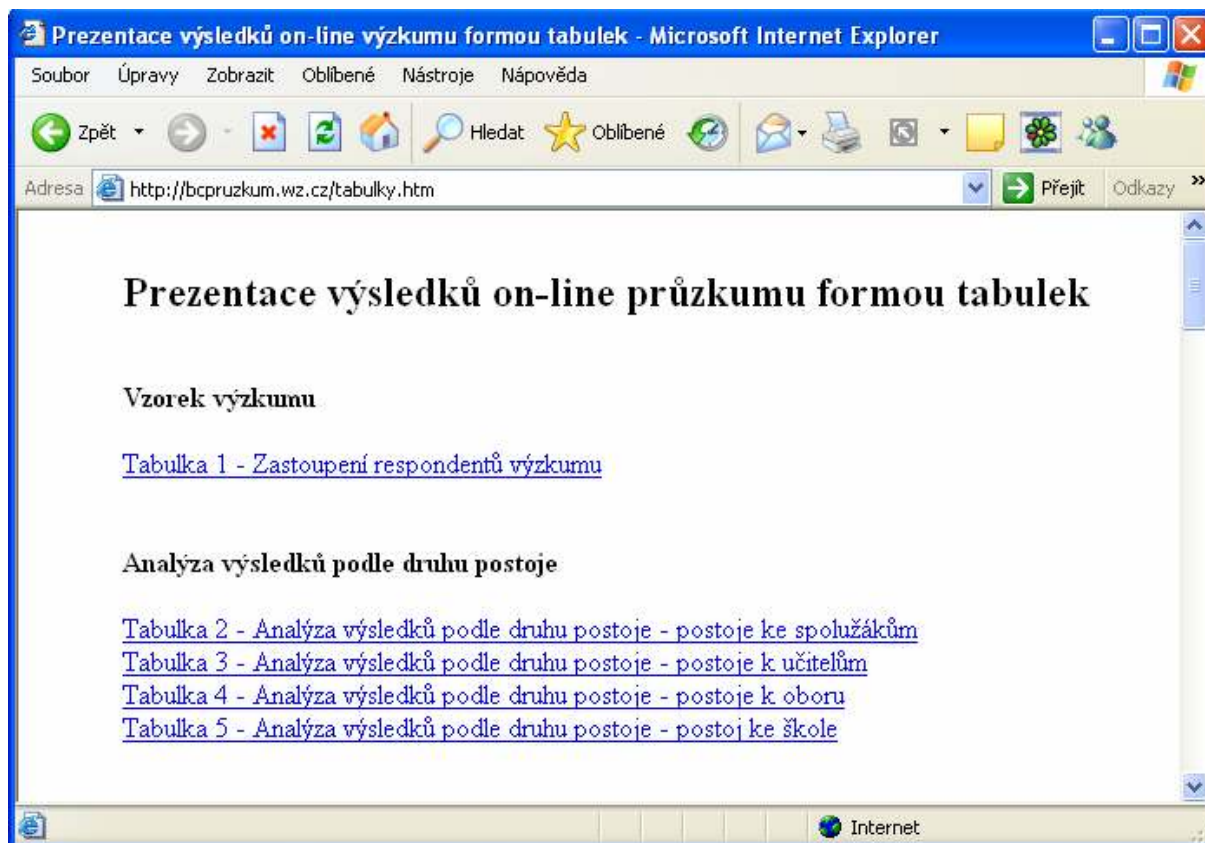 Prezentace výsledků on-line výzkumu formou tabulek - Microsoft Internet Explorer
Soubor Úpravy Zobrazit Oblíbené Nástroje Nápověda
Zpět Hledat Oblíbené
Adresa http://bcpruzkum.wz.cz/tabulky.htm Přejít Odkazy »
Prezentace výsledků on-line průzkumu formou tabulek
Vzorek výzkumu
Tabulka 1 - Zastoupení respondentů výzkumu
Analýza výsledků podle druhu postoje
Tabulka 2 - Analýza výsledků podle druhu postoje - postoje ke spolužákům
Tabulka 3 - Analýza výsledků podle druhu postoje - postoje k učitelům
Tabulka 4 - Analýza výsledků podle druhu postoje - postoje k oboru
Tabulka 5 - Analýza výsledků podle druhu postoje - postoj ke škole
Internet